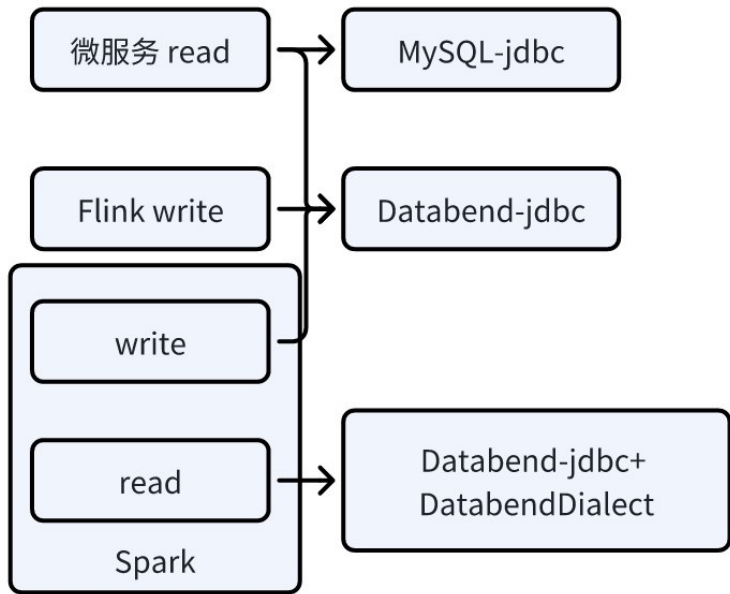 微服务 read
MySQL-jdbc
Flink write
Databend-jdbc
write
read
Databend-jdbc+
DatabendDialect
Spark